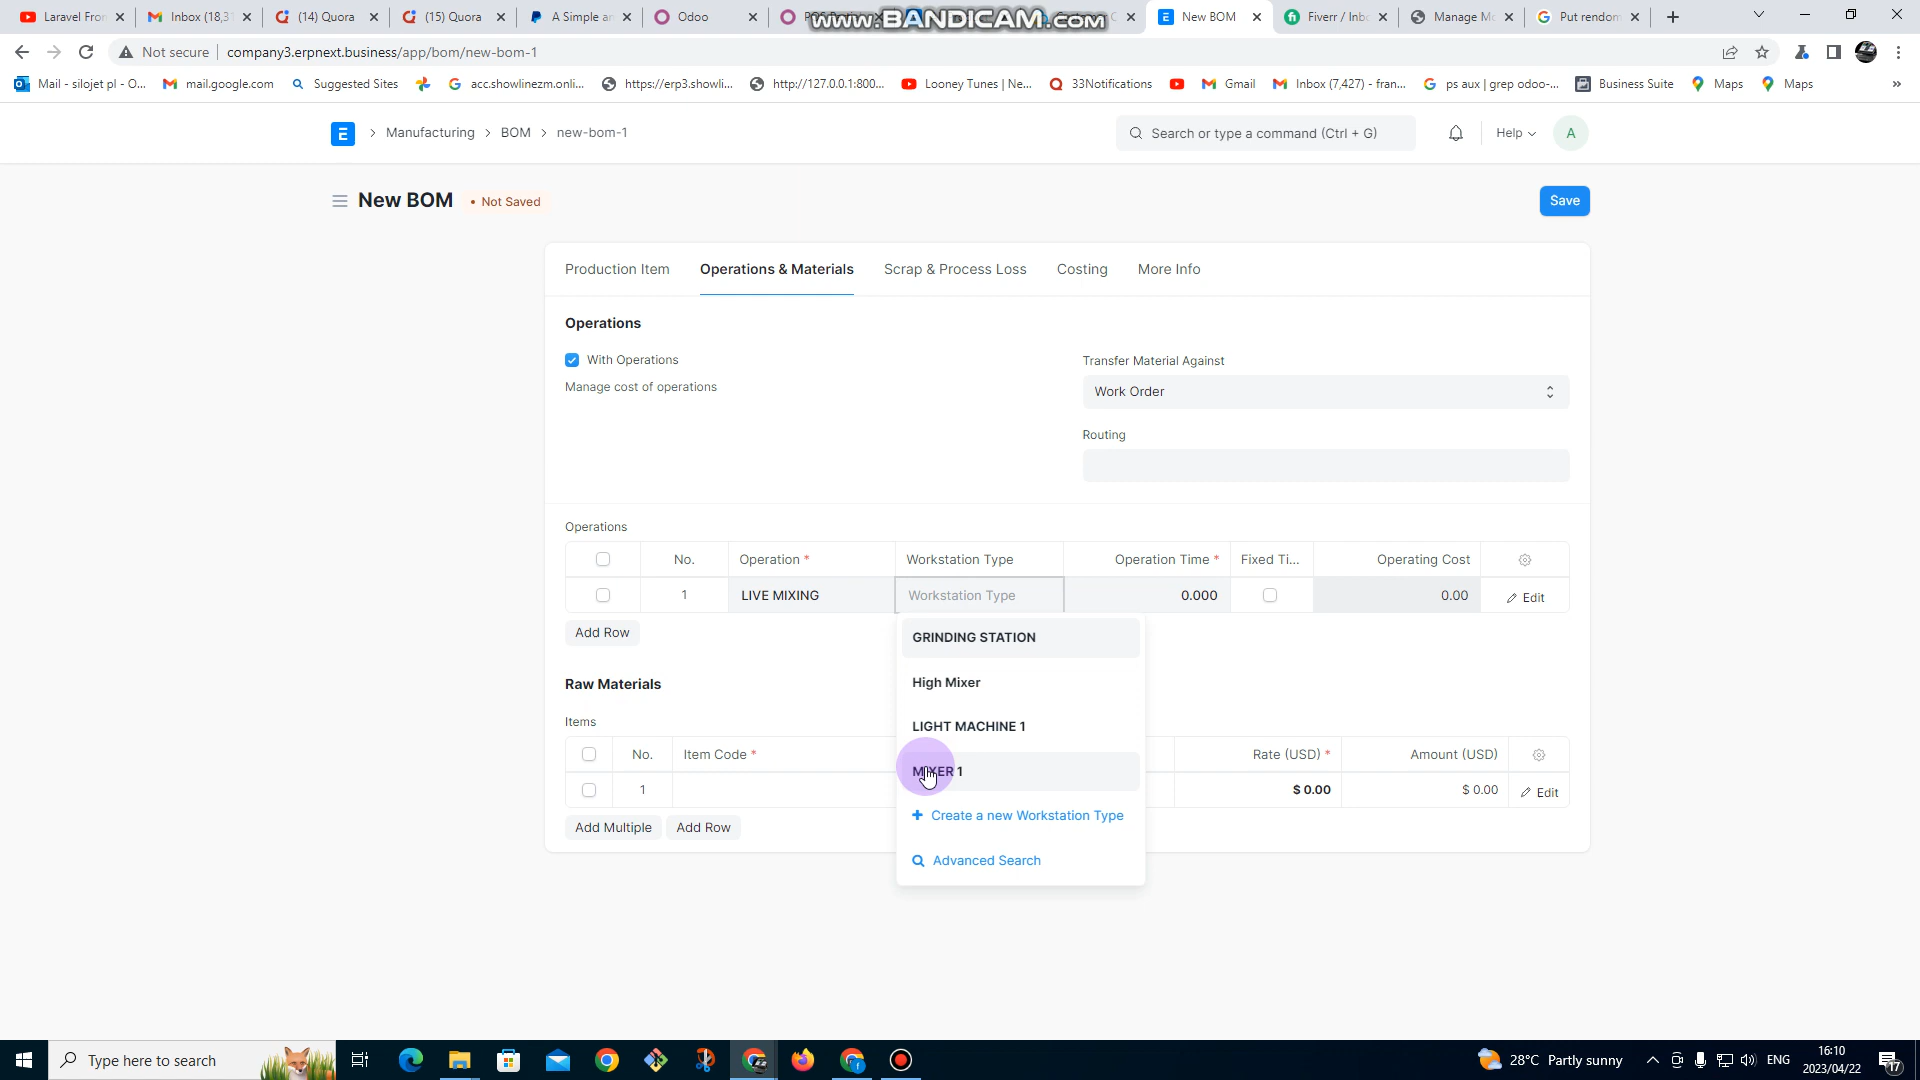 Laravel Fron
Inbox (18,31
(14) Quora
(15) Quora
A Simple an
Odoo
www.BANDICAM.com
New BOM
Fiverr / Inbo
Manage Mo
Put rendom
Not secure
company3.erpnext.business/app/bom/new-bom-1
Mail - silojet pl - O...
mail.google.com
Suggested Sites
acc.showlinezm.onli...
https://erp3.showli...
http://127.0.0.1:800...
Looney Tunes | Ne...
33Notifications
Gmail
Inbox (7,427) - fran...
ps aux | grep odoo-...
Business Suite
Maps
Maps
E
Manufacturing
BOM
new-bom-1
Search or type a command (Ctrl + G)
Help
A
New BOM
Not Saved
Save
Production Item
Operations & Materials
Scrap & Process Loss
Costing
More Info
Operations
With Operations
Manage cost of operations
Transfer Material Against
Work Order
Routing
Operations
No.
Operation *
Workstation Type
Operation Time *
Fixed Ti...
Operating Cost
1
LIVE MIXING
Workstation Type
0.000
0.00
Edit
Add Row
GRINDING STATION
High Mixer
LIGHT MACHINE 1
MIXER 1
Create a new Workstation Type
Advanced Search
Raw Materials
Items
No.
Item Code *
Rate (USD) *
Amount (USD)
1
$ 0.00
$ 0.00
Edit
Add Multiple
Add Row
Type here to search
28°C Partly sunny
ENG
16:10
2023/04/22
17